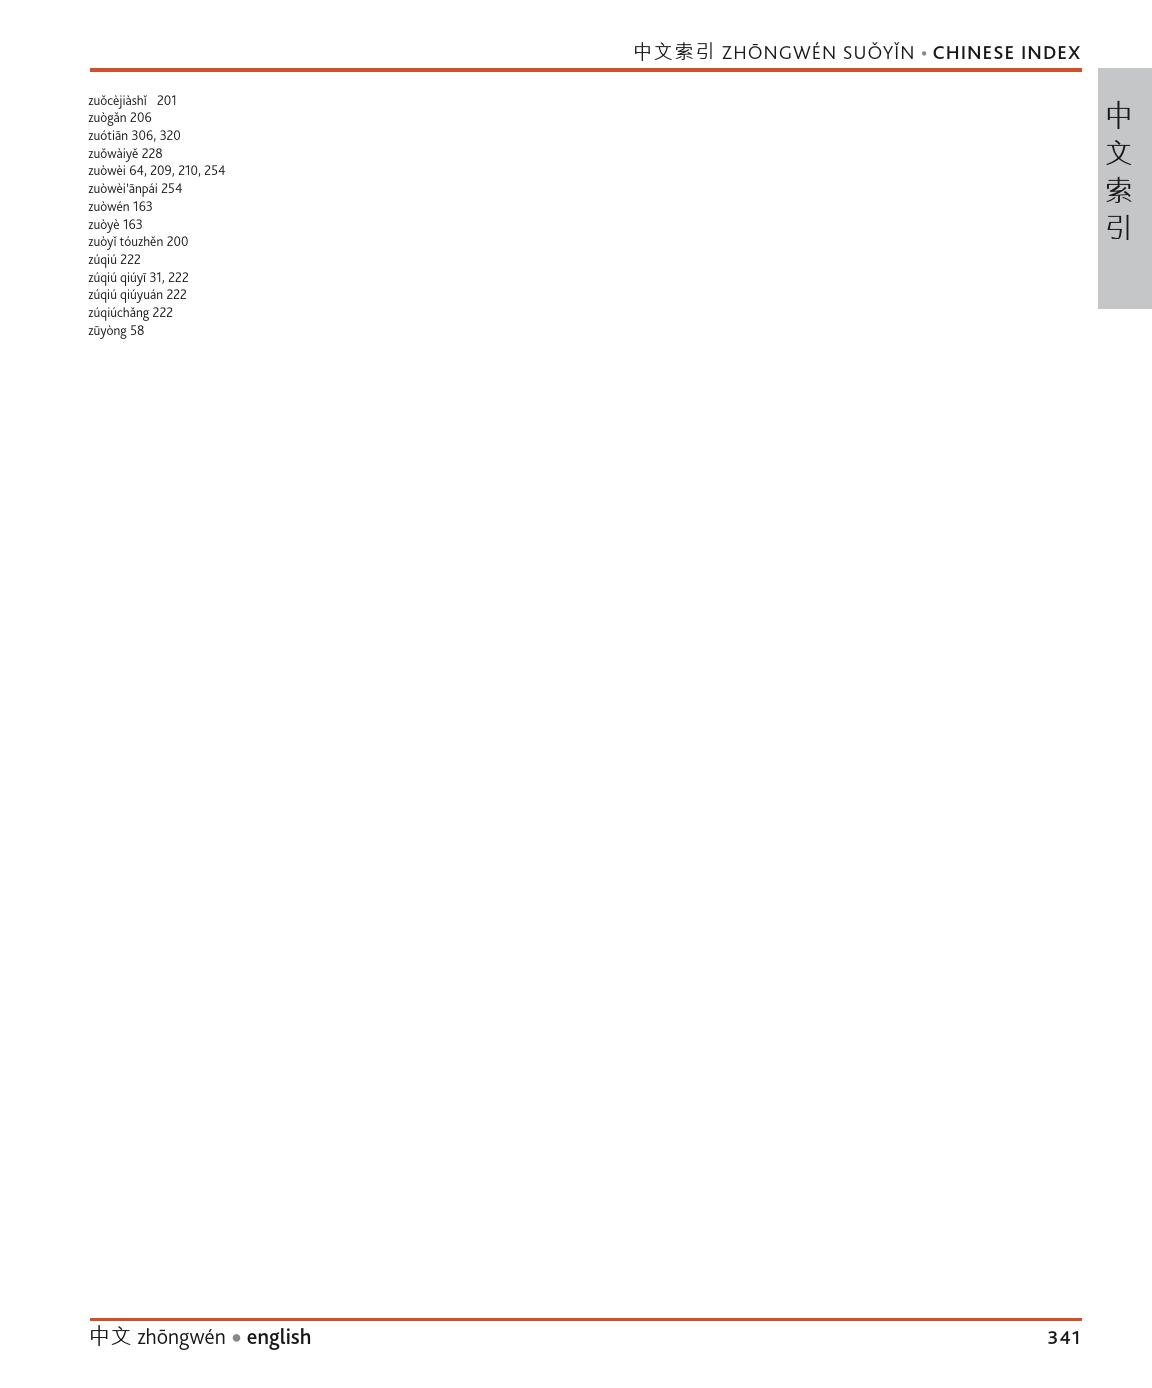 中文索引 ZHŌNGWÉN SUǑYǏN • CHINESE INDEX
中
文
索
引
zuǒcèjiàshǐ 201
zuògǎn 206
zuótiān 306, 320
zuǒwàiyě 228
zuòwèi 64, 209, 210, 254
zuòwèi'ānpái 254
zuòwén 163
zuòyè 163
zuòyǐ tóuzhěn 200
zúqiú 222
zúqiú qiúyī 31, 222
zúqiú qiúyuán 222
zúqiúchǎng 222
zūyòng 58
中文 zhōngwén • english
341